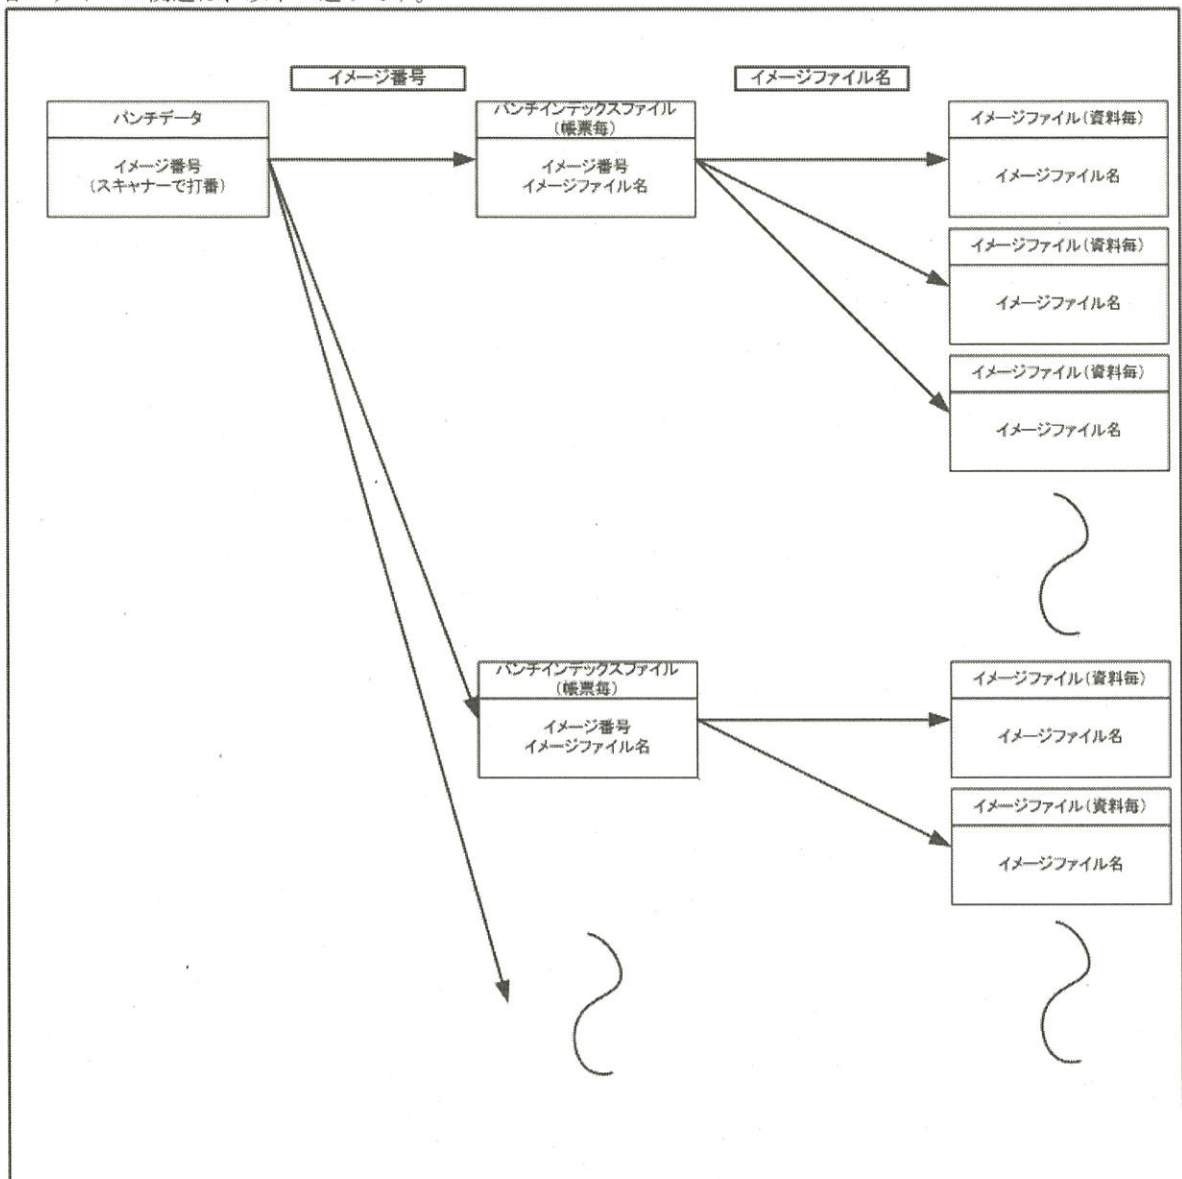 イメージ番号
イメージファイル名
パンチデータ
イメージ番号
(スキャナーで打番)
パンチインデックスファイル
(帳票毎)
イメージ番号
イメージファイル名
イメージファイル(資料毎)
イメージファイル名
イメージファイル(資料毎)
イメージファイル名
イメージファイル(資料毎)
イメージファイル名
パンチインデックスファイル
(帳票毎)
イメージ番号
イメージファイル名
イメージファイル(資料毎)
イメージファイル名
イメージファイル(資料毎)
イメージファイル名